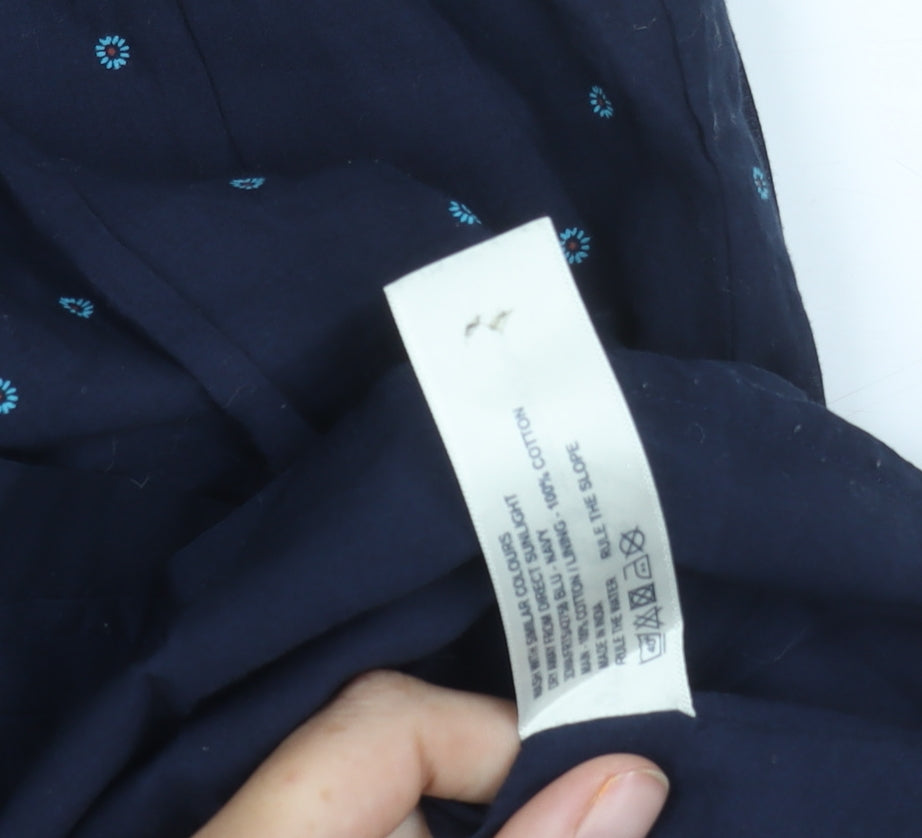 WASH WITH SIMILAR COLOURS
DRY AWAY FROM DIRECT SUNLIGHT
BLU - NAVY
MAIN - 100% COTTON / LINING - 100% COTTON
MADE IN INDIA
RULE THE WATER RULE THE SLOPE
40